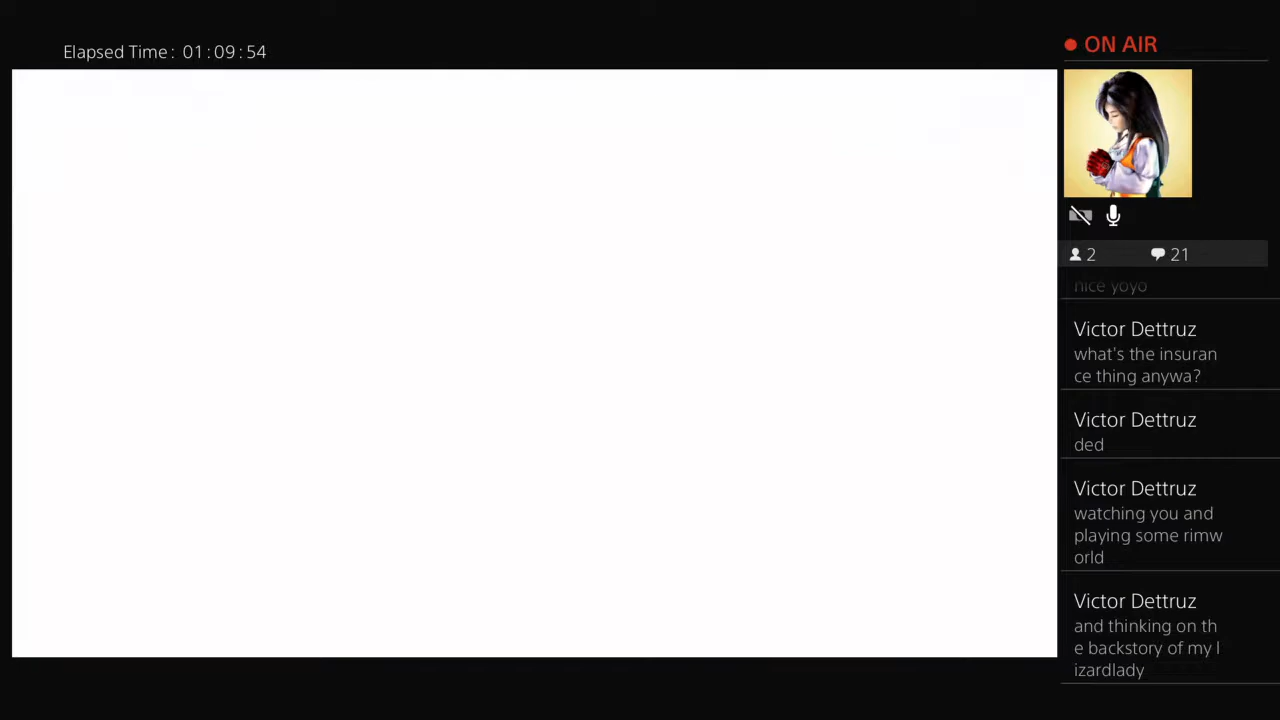 Elapsed Time: 01:09:54
ON AIR
2 21
nice yoyo
Victor Dettruz
what's the insuran
ce thing anywa?
Victor Dettruz
ded
Victor Dettruz
watching you and
playing some rimw
orld
Victor Dettruz
and thinking on th
e backstory of my l
izardlady